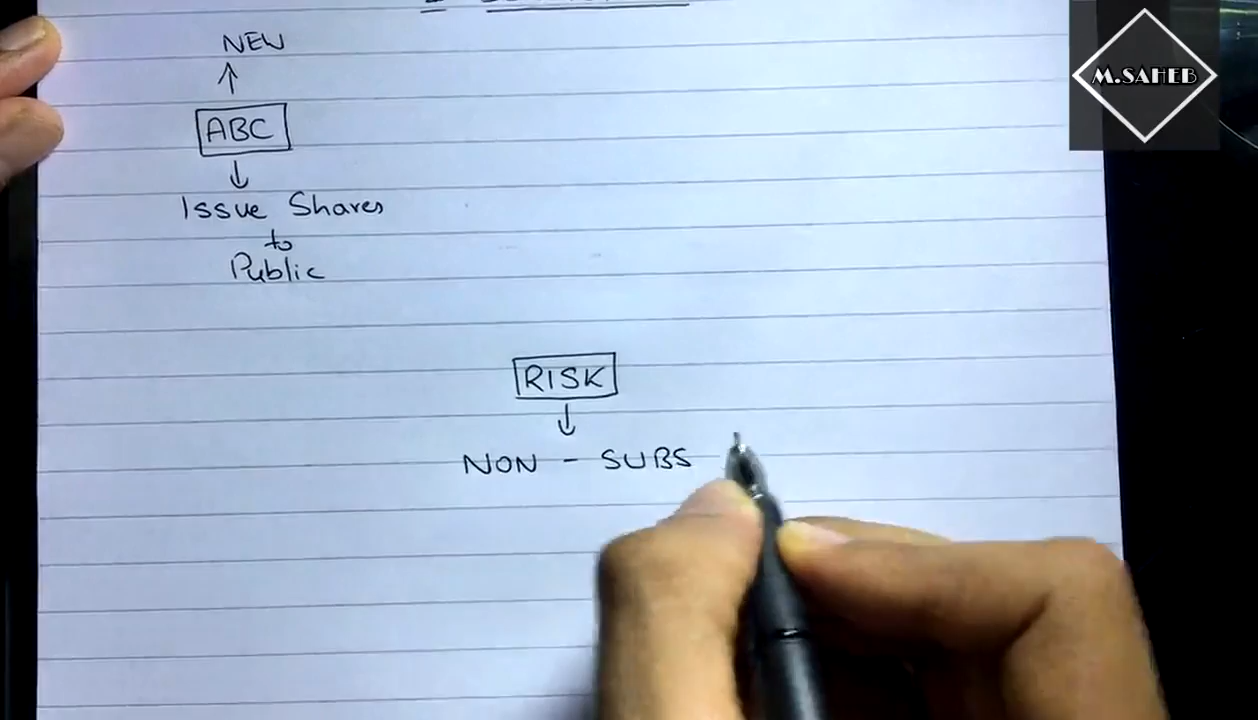 NEW
↑
ABC
↓
Issue Shares
to
Public
RISK
↓
NON - SUBS
M.SAHEB